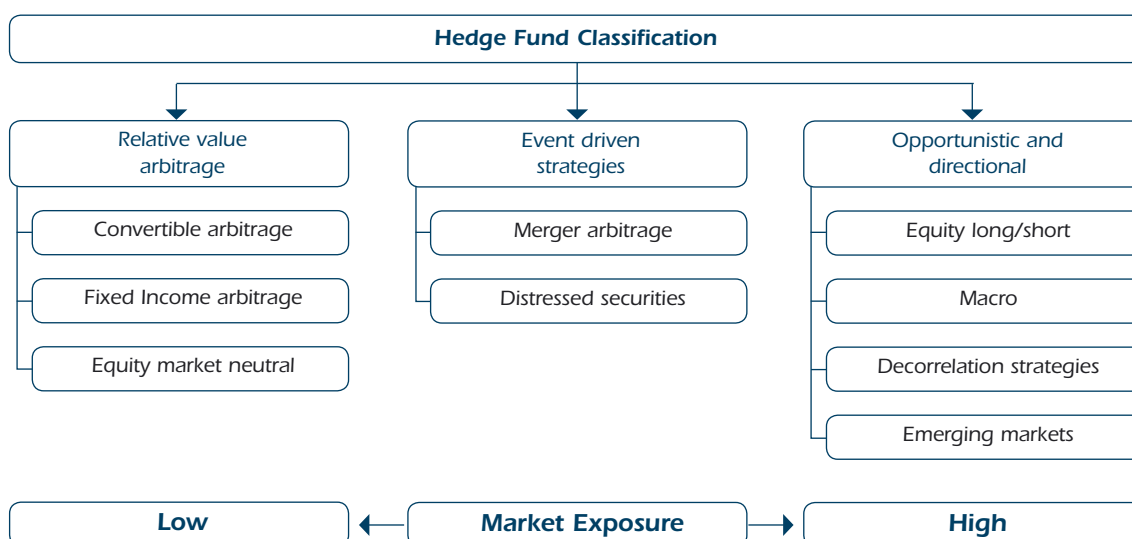 Hedge Fund Classification
Relative value
arbitrage
Convertible arbitrage
Fixed Income arbitrage
Equity market neutral
Event driven
strategies
Merger arbitrage
Distressed securities
Opportunistic and
directional
Equity long/short
Macro
Decorrelation strategies
Emerging markets
Low
Market Exposure
High